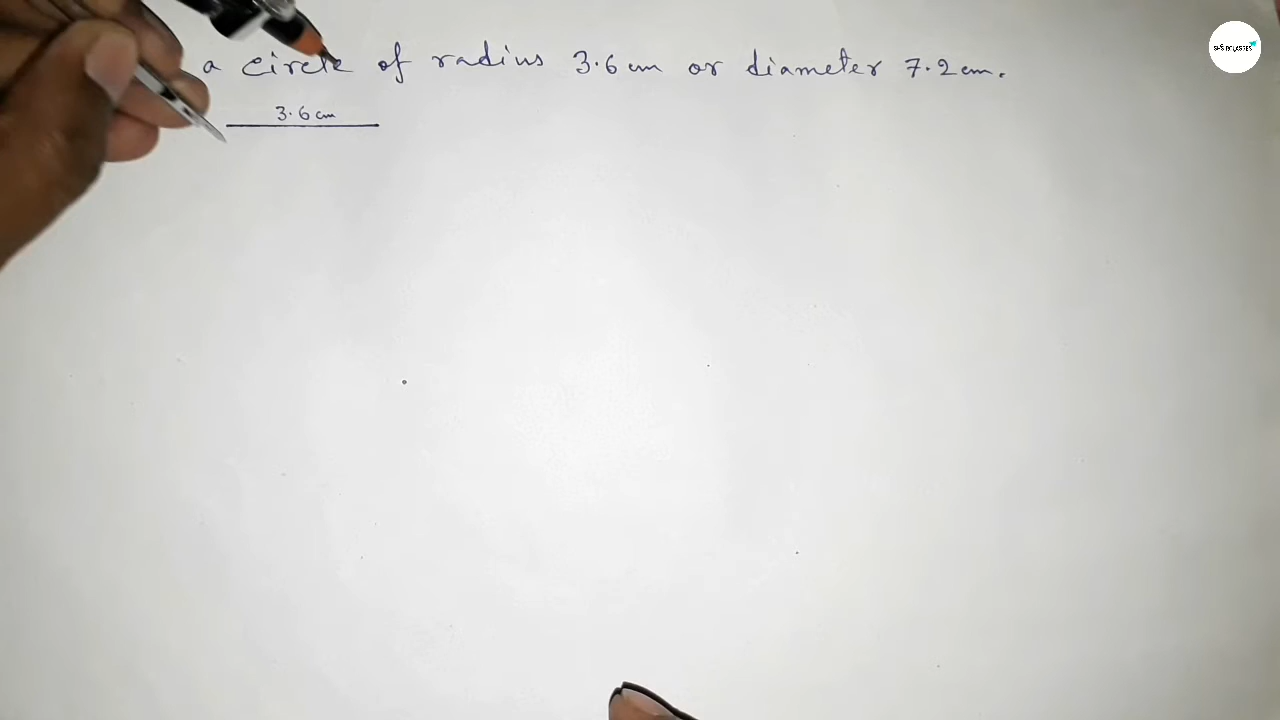 a circle of radius 3.6 cm or diameter 7.2 cm.
3.6 cm